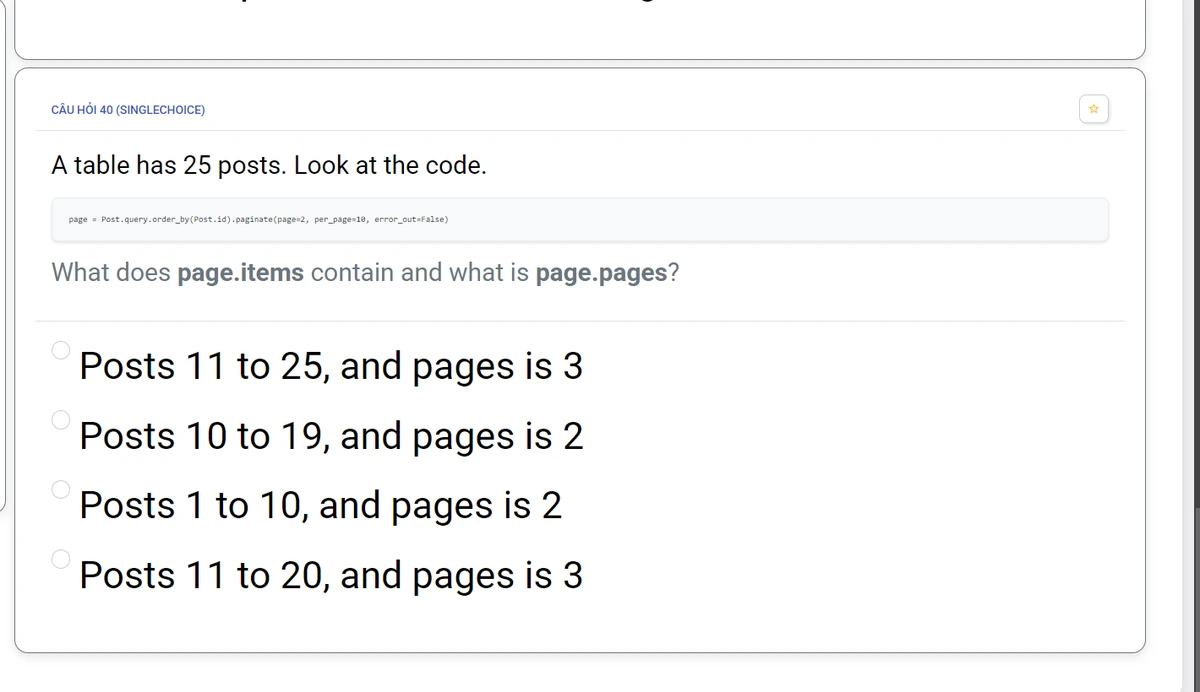 CÂU HỎI 40 (SINGLECHOICE)
A table has 25 posts. Look at the code.
page = Post.query.order_by(Post.id).paginate(page=2, per_page=10, error_out=False)
What does page.items contain and what is page.pages?
Posts 11 to 25, and pages is 3
Posts 10 to 19, and pages is 2
Posts 1 to 10, and pages is 2
Posts 11 to 20, and pages is 3